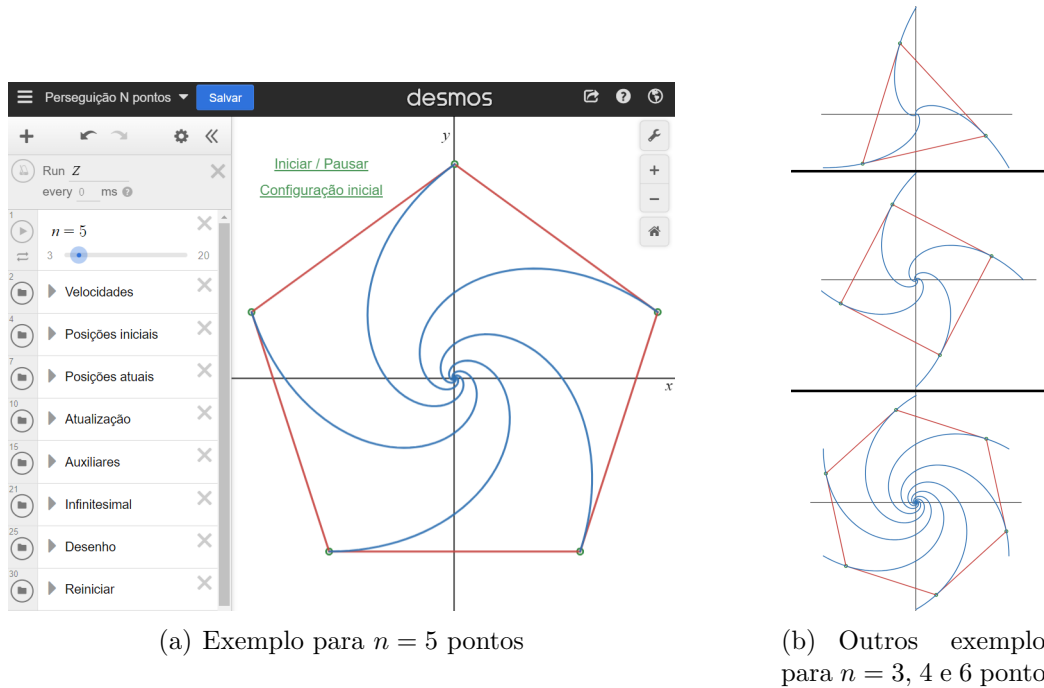 Perseguição N pontos
Salvar
desmos
Run Z
every 0 ms
1
n = 5
3
20
2
Velocidades
4
Posições iniciais
7
Posições atuais
10
Atualização
15
Auxiliares
21
Infinitesimal
25
Desenho
30
Reiniciar
Iniciar / Pausar
Configuração inicial
y
x
(a) Exemplo para n = 5 pontos
(b) Outros exemplo
para n = 3, 4 e 6 ponto